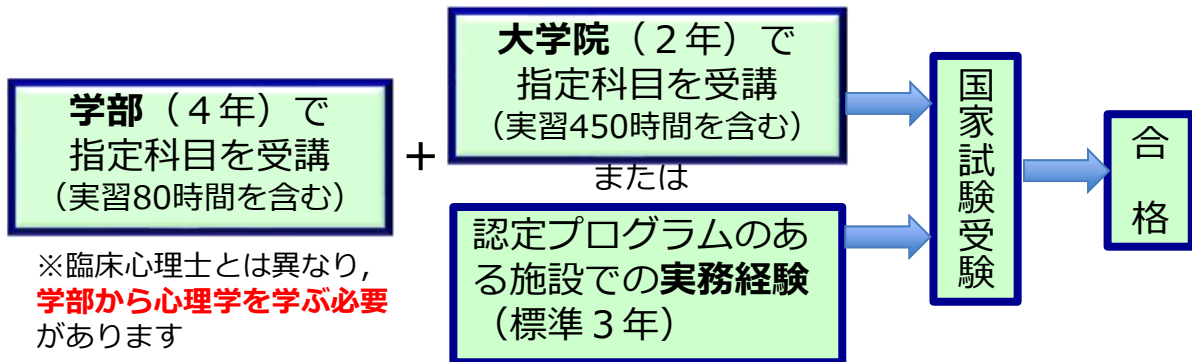 学部（４年）で
指定科目を受講
（実習80時間を含む）
※臨床心理士とは異なり，
学部から心理学を学ぶ必要
があります
＋
大学院（２年）で
指定科目を受講
（実習450時間を含む）
または
認定プログラムのあ
る施設での実務経験
（標準３年）
国家試験受験
合格